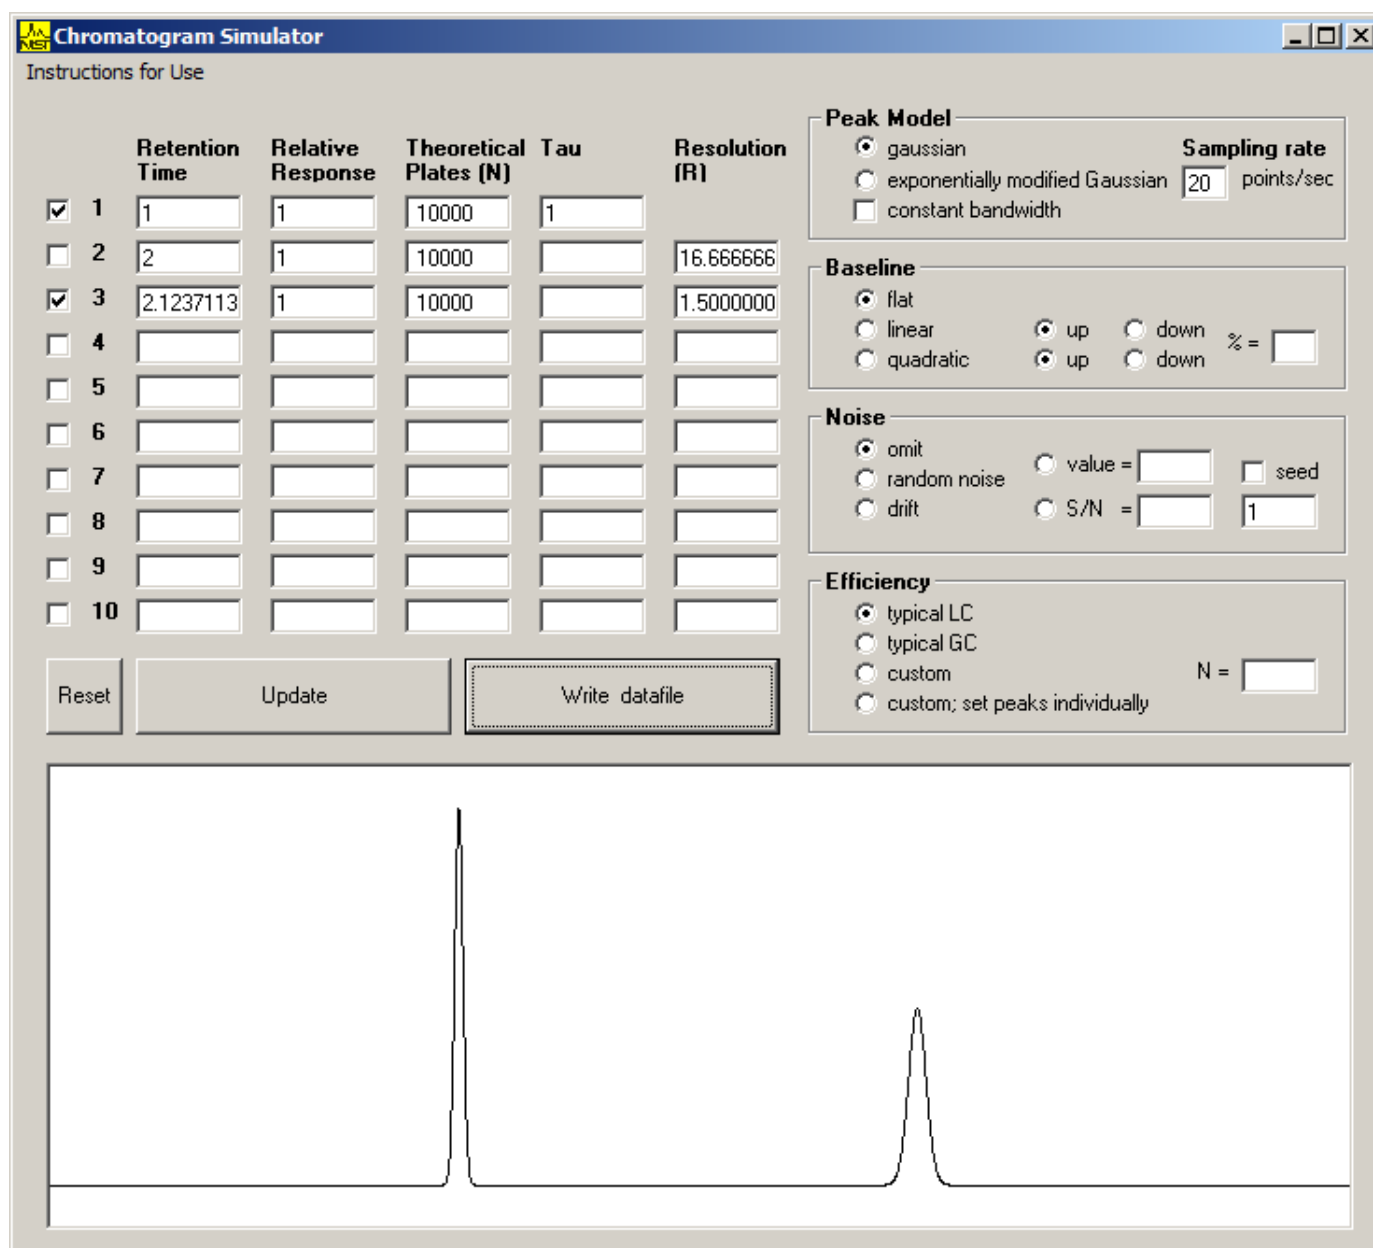 NIST Chromatogram Simulator
Instructions for Use
Retention Time Relative Response Theoretical Plates (N) Tau Resolution (R)
1 1 1 10000 1
2 2 1 10000 16.666666
3 2.1237113 1 10000 1.5000000
4
5
6
7
8
9
10
Reset Update Write datafile
Peak Model
gaussian Sampling rate
exponentially modified Gaussian 20 points/sec
constant bandwidth
Baseline
flat
linear up down % =
quadratic up down
Noise
omit value = seed
random noise
drift S/N = 1
Efficiency
typical LC
typical GC
custom N =
custom; set peaks individually